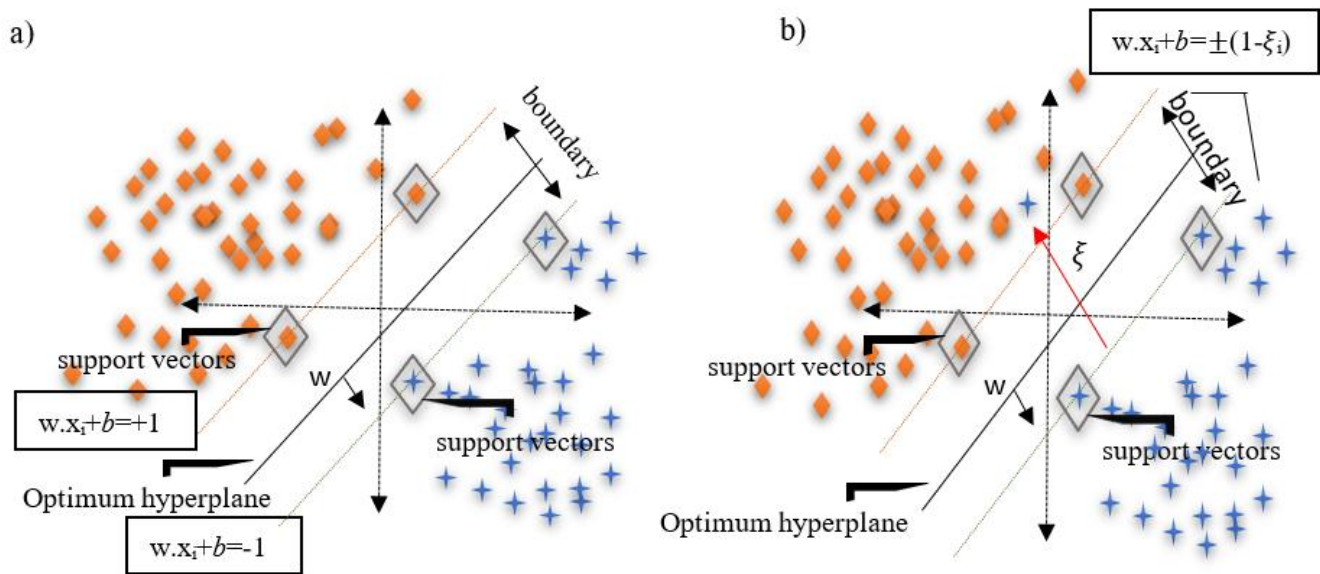 a)
boundary
support vectors
w
w.xᵢ+b=+1
support vectors
Optimum hyperplane
w.xᵢ+b=-1
b)
w.xᵢ+b=±(1-ξᵢ)
boundary
ξ
support vectors
w
support vectors
Optimum hyperplane